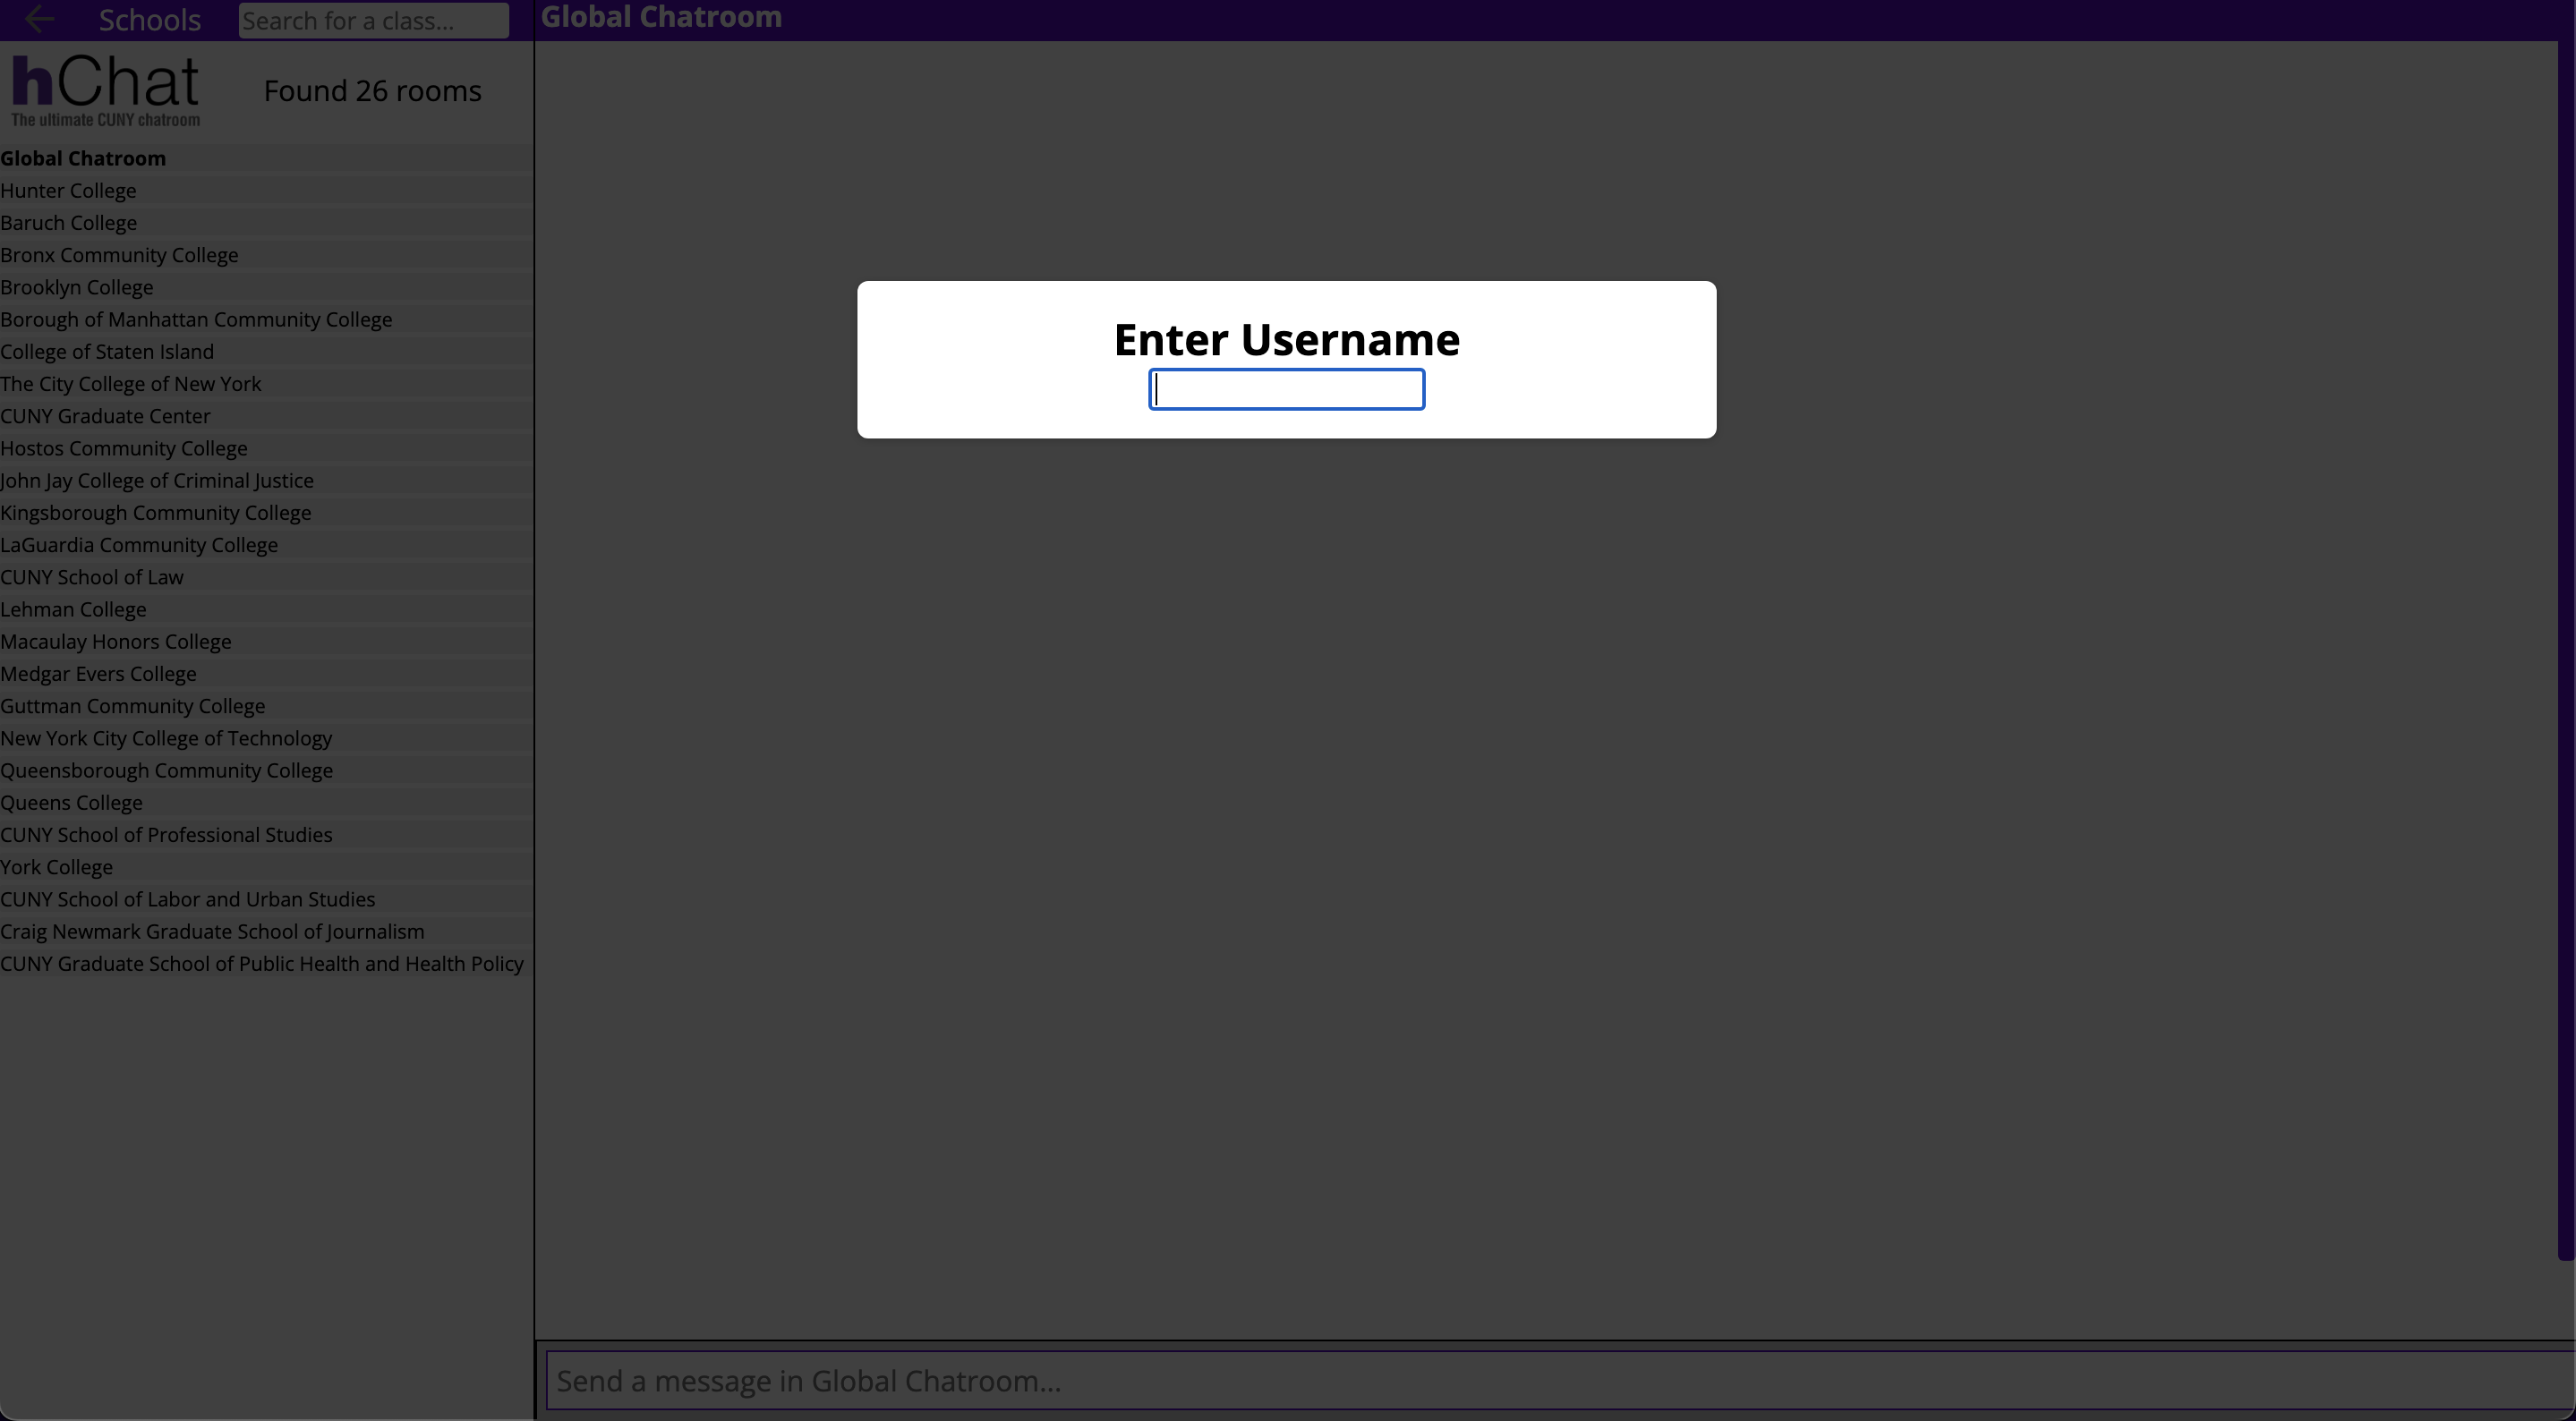 Schools
Search for a class...
Global Chatroom
hChat
The ultimate CUNY chatroom
Found 26 rooms
Global Chatroom
Hunter College
Baruch College
Bronx Community College
Brooklyn College
Borough of Manhattan Community College
College of Staten Island
The City College of New York
CUNY Graduate Center
Hostos Community College
John Jay College of Criminal Justice
Kingsborough Community College
LaGuardia Community College
CUNY School of Law
Lehman College
Macaulay Honors College
Medgar Evers College
Guttman Community College
New York City College of Technology
Queensborough Community College
Queens College
CUNY School of Professional Studies
York College
CUNY School of Labor and Urban Studies
Craig Newmark Graduate School of Journalism
CUNY Graduate School of Public Health and Health Policy
Enter Username
Send a message in Global Chatroom...